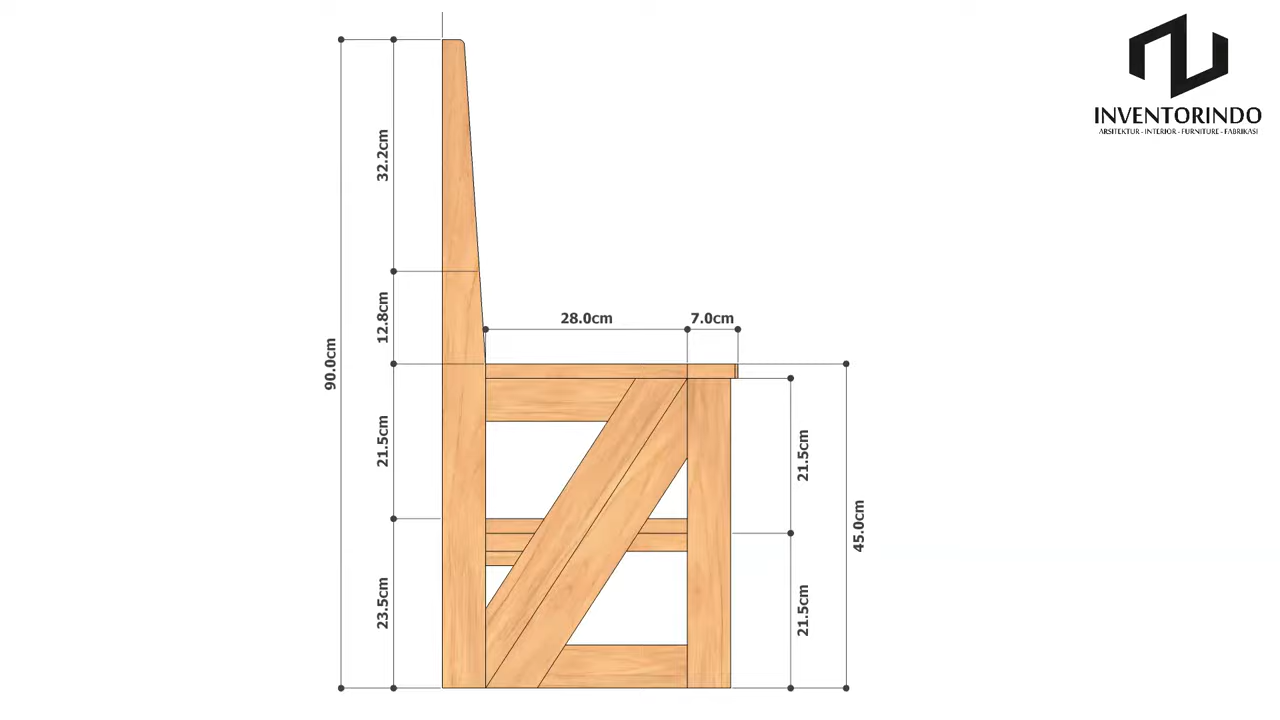 INVENTORINDO
ARSITEKTUR - INTERIOR - FURNITURE - FABRIKASI
32.2cm
12.8cm
28.0cm
7.0cm
90.0cm
21.5cm
21.5cm
45.0cm
23.5cm
21.5cm